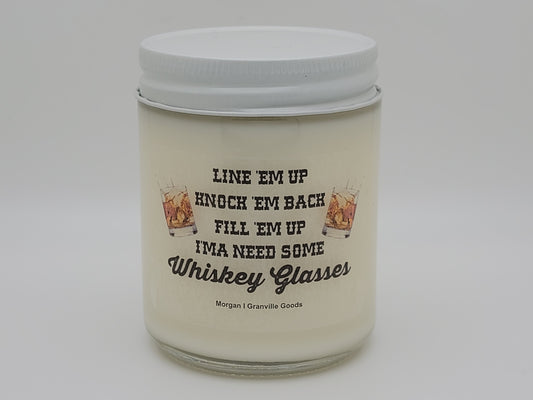 LINE 'EM UP
KNOCK 'EM BACK
FILL 'EM UP
I'MA NEED SOME
Whiskey Glasses
Morgan | Granville Goods